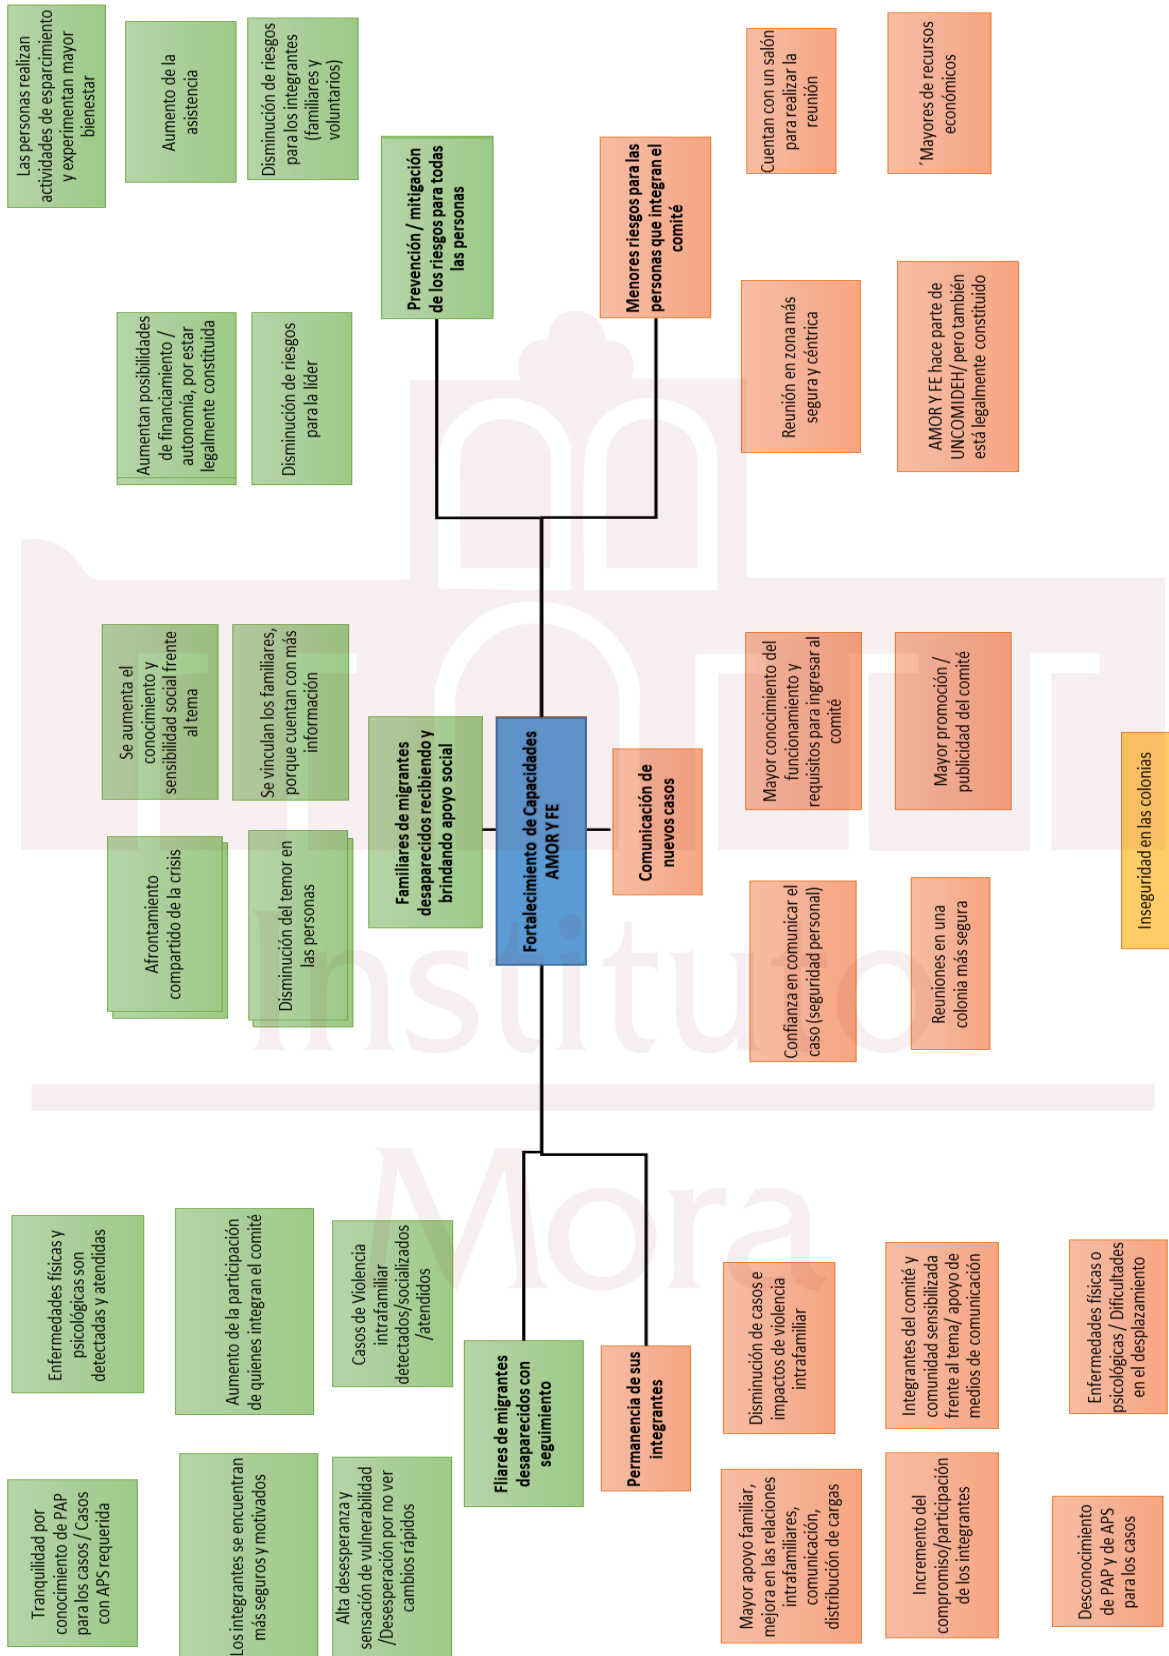 Tranquilidad por
conocimiento de PAP
para los casos / Casos
con APS requerida
Enfermedades físicas y
psicológicas son
detectadas y atendidas
Los integrantes se encuentran
más seguros y motivados
Aumento de la participación
de quienes integran el comité
Alta desesperanza y
sensación de vulnerabilidad
/Desesperación por no ver
cambios rápidos
Casos de Violencia
intrafamiliar
detectados/socializados
/atendidos
Afrontamiento
compartido de la crisis
Se aumenta el
conocimiento y
sensibilidad social frente
al tema
Disminución del temor en
las personas
Se vinculan los familiares,
porque cuentan con más
información
Las personas realizan
actividades de esparcimiento
y experimentan mayor
bienestar
Aumentan posibilidades
de financiamiento /
autonomía, por estar
legalmente constituida
Aumento de la
asistencia
Disminución de riesgos
para la líder
Disminución de riesgos
para los integrantes
(familiares y
voluntarios)
Fliares de migrantes
desaparecidos con
seguimiento
Familiares de migrantes
desaparecidos recibiendo y
brindando apoyo social
Prevención / mitigación
de los riesgos para todas
las personas
Fortalecimiento de Capacidades
AMOR Y FE
Permanencia de sus
integrantes
Comunicación de
nuevos casos
Menores riesgos para las
personas que integran el
comité
Mayor apoyo familiar,
mejora en las relaciones
intrafamiliares,
comunicación,
distribución de cargas
Disminución de casos e
impactos de violencia
intrafamiliar
Incremento del
compromiso/participación
de los integrantes
Integrantes del comité y
comunidad sensibilizada
frente al tema/ apoyo de
medios de comunicación
Desconocimiento
de PAP y de APS
para los casos
Enfermedades físicas o
psicológicas / Dificultades
en el desplazamiento
Confianza en comunicar el
caso (seguridad personal)
Mayor conocimiento del
funcionamiento y
requisitos para ingresar al
comité
Reuniones en una
colonia más segura
Mayor promoción /
publicidad del comité
Reunión en zona más
segura y céntrica
Cuentan con un salón
para realizar la
reunión
AMOR Y FE hace parte de
UNCOMIDEH/ pero también
está legalmente constituido
´Mayores de recursos
económicos
Inseguridad en las colonias
Instituto
Mora